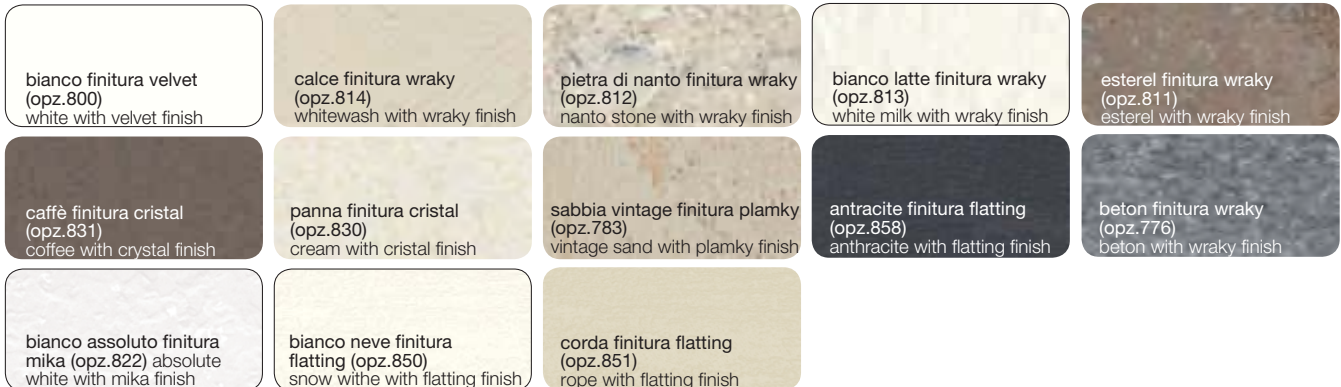 bianco finitura velvet
(opz.800)
white with velvet finish
calce finitura wraky
(opz.814)
whitewash with wraky finish
pietra di nanto finitura wraky
(opz.812)
nanto stone with wraky finish
bianco latte finitura wraky
(opz.813)
white milk with wraky finish
esterel finitura wraky
(opz.811)
esterel with wraky finish
caffè finitura cristal
(opz.831)
coffee with crystal finish
panna finitura cristal
(opz.830)
cream with cristal finish
sabbia vintage finitura plamky
(opz.783)
vintage sand with plamky finish
antracite finitura flatting
(opz.858)
anthracite with flatting finish
beton finitura wraky
(opz.776)
beton with wraky finish
bianco assoluto finitura
mika (opz.822) absolute
white with mika finish
bianco neve finitura
flatting (opz.850)
snow withe with flatting finish
corda finitura flatting
(opz.851)
rope with flatting finish